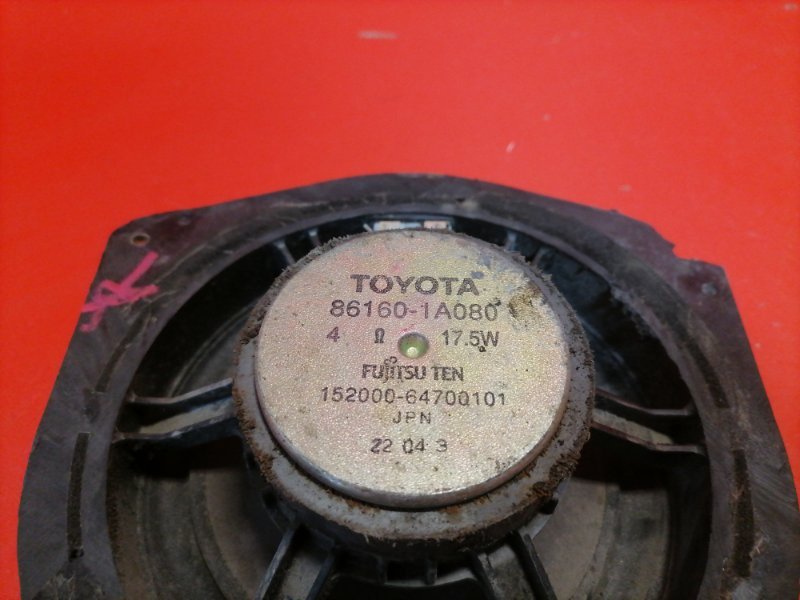 TOYOTA
86160-1A080
4 Ω 17.5W
FUJITSU TEN
152000-64700101
JPN
22 04 3